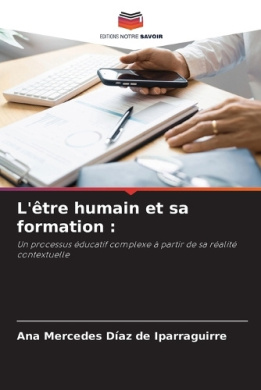 EDITIONS NOTRE SAVOIR
L'être humain et sa
formation :
Un processus éducatif complexe à partir de sa réalité
contextuelle
Ana Mercedes Díaz de Iparraguirre